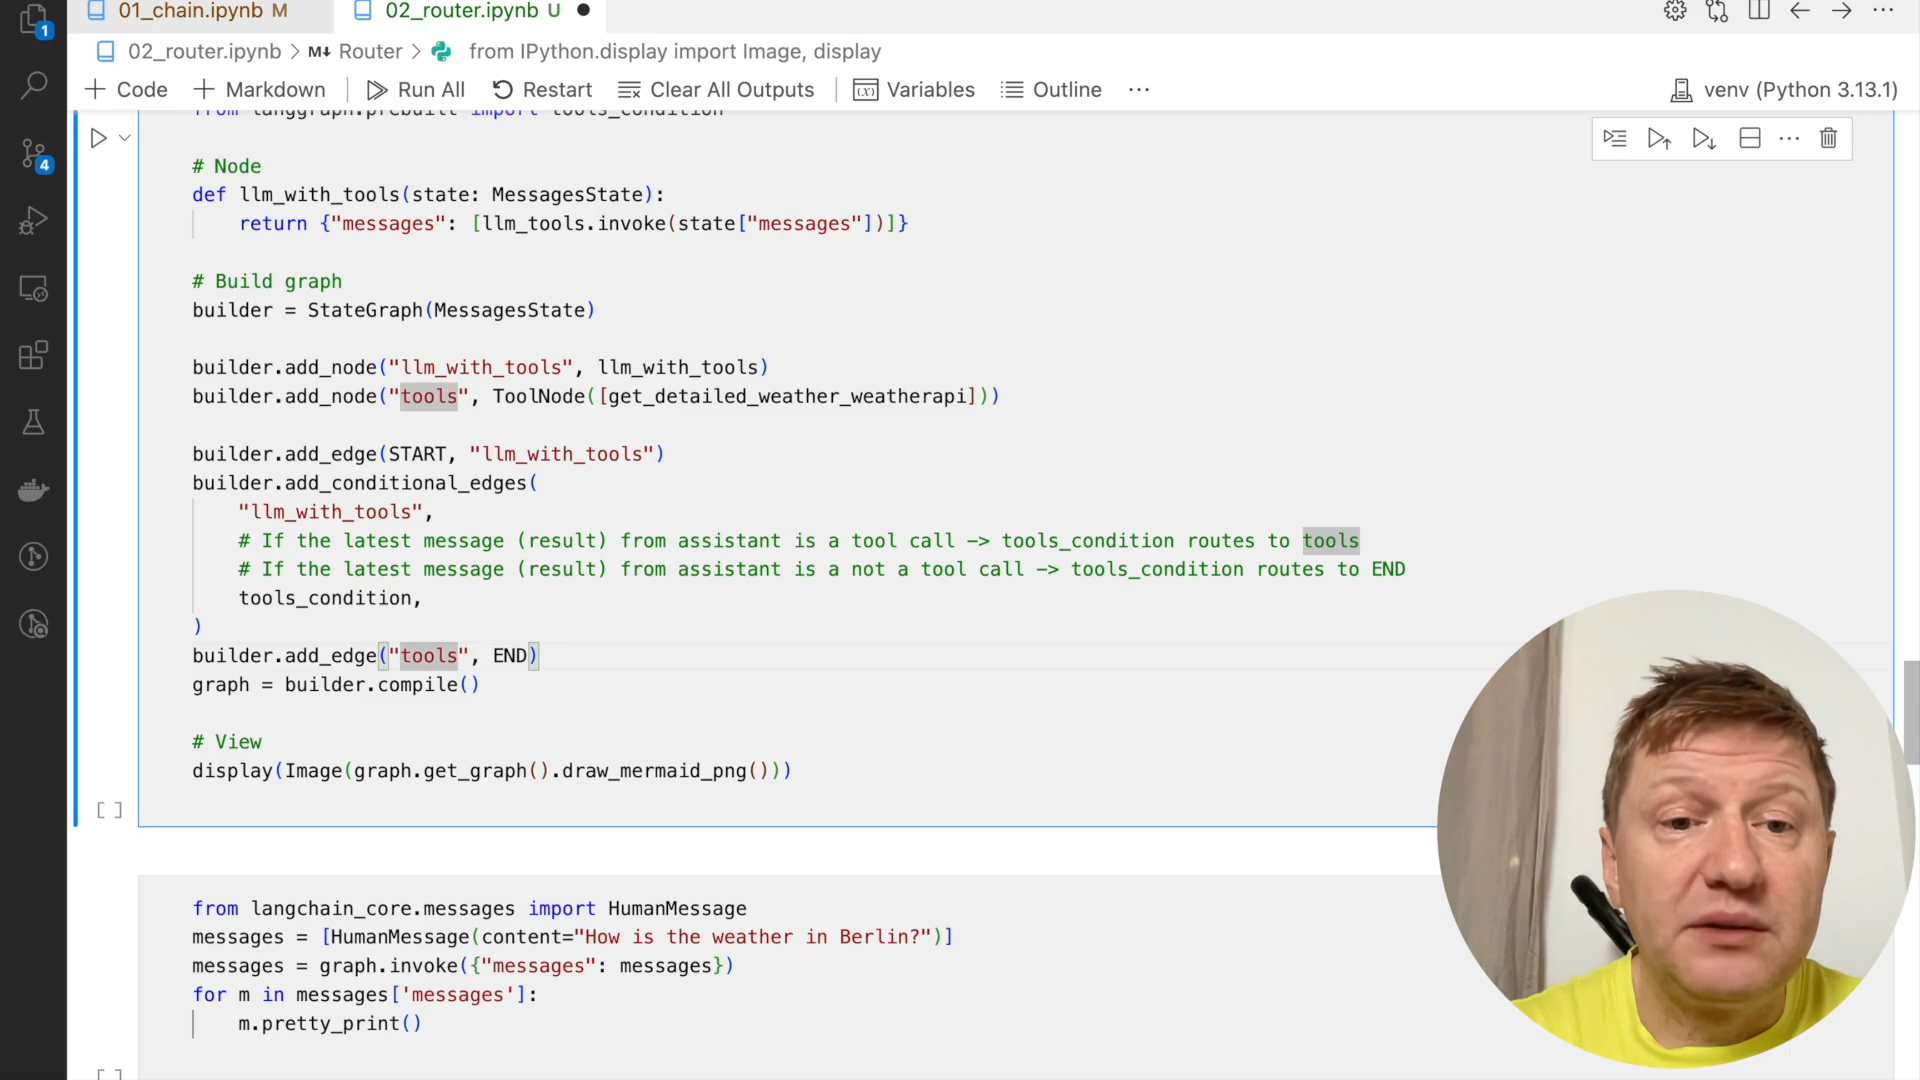 01_chain.ipynb M
02_router.ipynb U
1
02_router.ipynb > M↓ Router > from IPython.display import Image, display
Code
Markdown
Run All
Restart
Clear All Outputs
Variables
Outline
venv (Python 3.13.1)
4
from langgraph.prebuilt import tools_condition
# Node
def llm_with_tools(state: MessagesState):
return {"messages": [llm_tools.invoke(state["messages"])]}
# Build graph
builder = StateGraph(MessagesState)
builder.add_node("llm_with_tools", llm_with_tools)
builder.add_node("tools", ToolNode([get_detailed_weather_weatherapi]))
builder.add_edge(START, "llm_with_tools")
builder.add_conditional_edges(
"llm_with_tools",
# If the latest message (result) from assistant is a tool call -> tools_condition routes to tools
# If the latest message (result) from assistant is a not a tool call -> tools_condition routes to END
tools_condition,
)
builder.add_edge("tools", END)
graph = builder.compile()
# View
display(Image(graph.get_graph().draw_mermaid_png()))
[ ]
from langchain_core.messages import HumanMessage
messages = [HumanMessage(content="How is the weather in Berlin?")]
messages = graph.invoke({"messages": messages})
for m in messages['messages']:
m.pretty_print()
[ ]